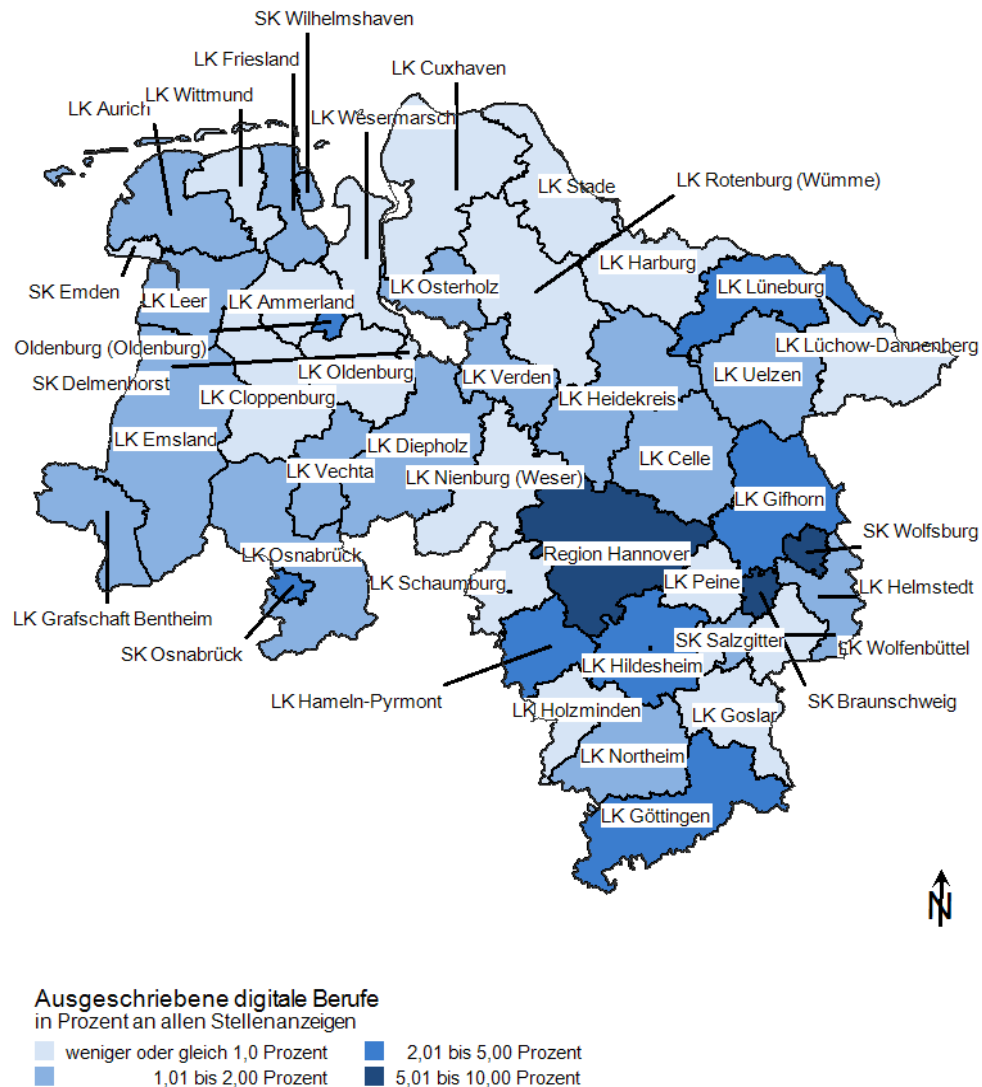 SK Wilhelmshaven
LK Friesland
LK Cuxhaven
LK Aurich
LK Wittmund
LK Wesermarsch
LK Stade
LK Rotenburg (Wümme)
LK Harburg
SK Emden
LK Leer
LK Ammerland
LK Osterholz
LK Lüneburg
Oldenburg (Oldenburg)
LK Lüchow-Dannenberg
SK Delmenhorst
LK Oldenburg
LK Verden
LK Uelzen
LK Cloppenburg
LK Heidekreis
LK Emsland
LK Diepholz
LK Vechta
LK Nienburg (Weser)
LK Celle
LK Gifhorn
SK Wolfsburg
LK Osnabrück
Region Hannover
LK Schaumburg
LK Peine
LK Helmstedt
LK Grafschaft Bentheim
SK Osnabrück
SK Salzgitter
LK Wolfenbüttel
LK Hildesheim
LK Hameln-Pyrmont
SK Braunschweig
LK Holzminden
LK Goslar
LK Northeim
LK Göttingen
N
Ausgeschriebene digitale Berufe
in Prozent an allen Stellenanzeigen
weniger oder gleich 1,0 Prozent
2,01 bis 5,00 Prozent
1,01 bis 2,00 Prozent
5,01 bis 10,00 Prozent